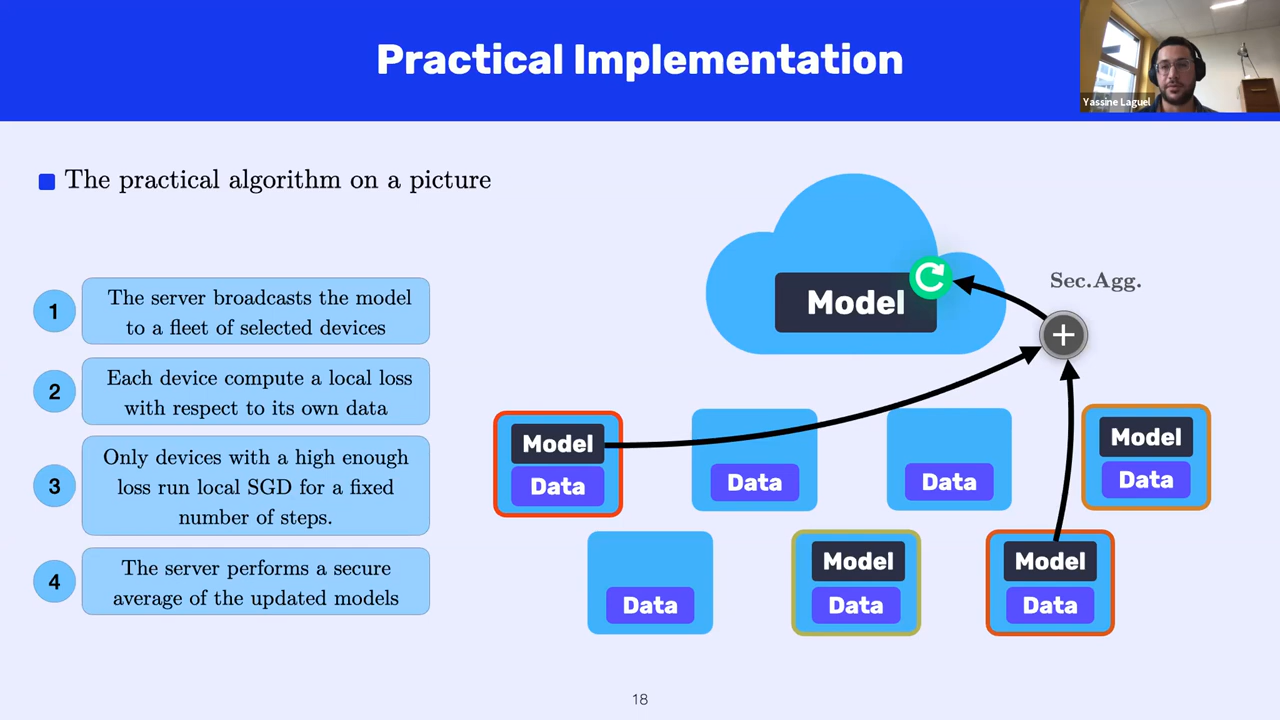 Practical Implementation
Yassine Laguel
The practical algorithm on a picture
1
The server broadcasts the model
to a fleet of selected devices
2
Each device compute a local loss
with respect to its own data
3
Only devices with a high enough
loss run local SGD for a fixed
number of steps.
4
The server performs a secure
average of the updated models
Model
Sec.Agg.
+
Model
Data
Data
Data
Model
Data
Data
Model
Data
Model
Data
18